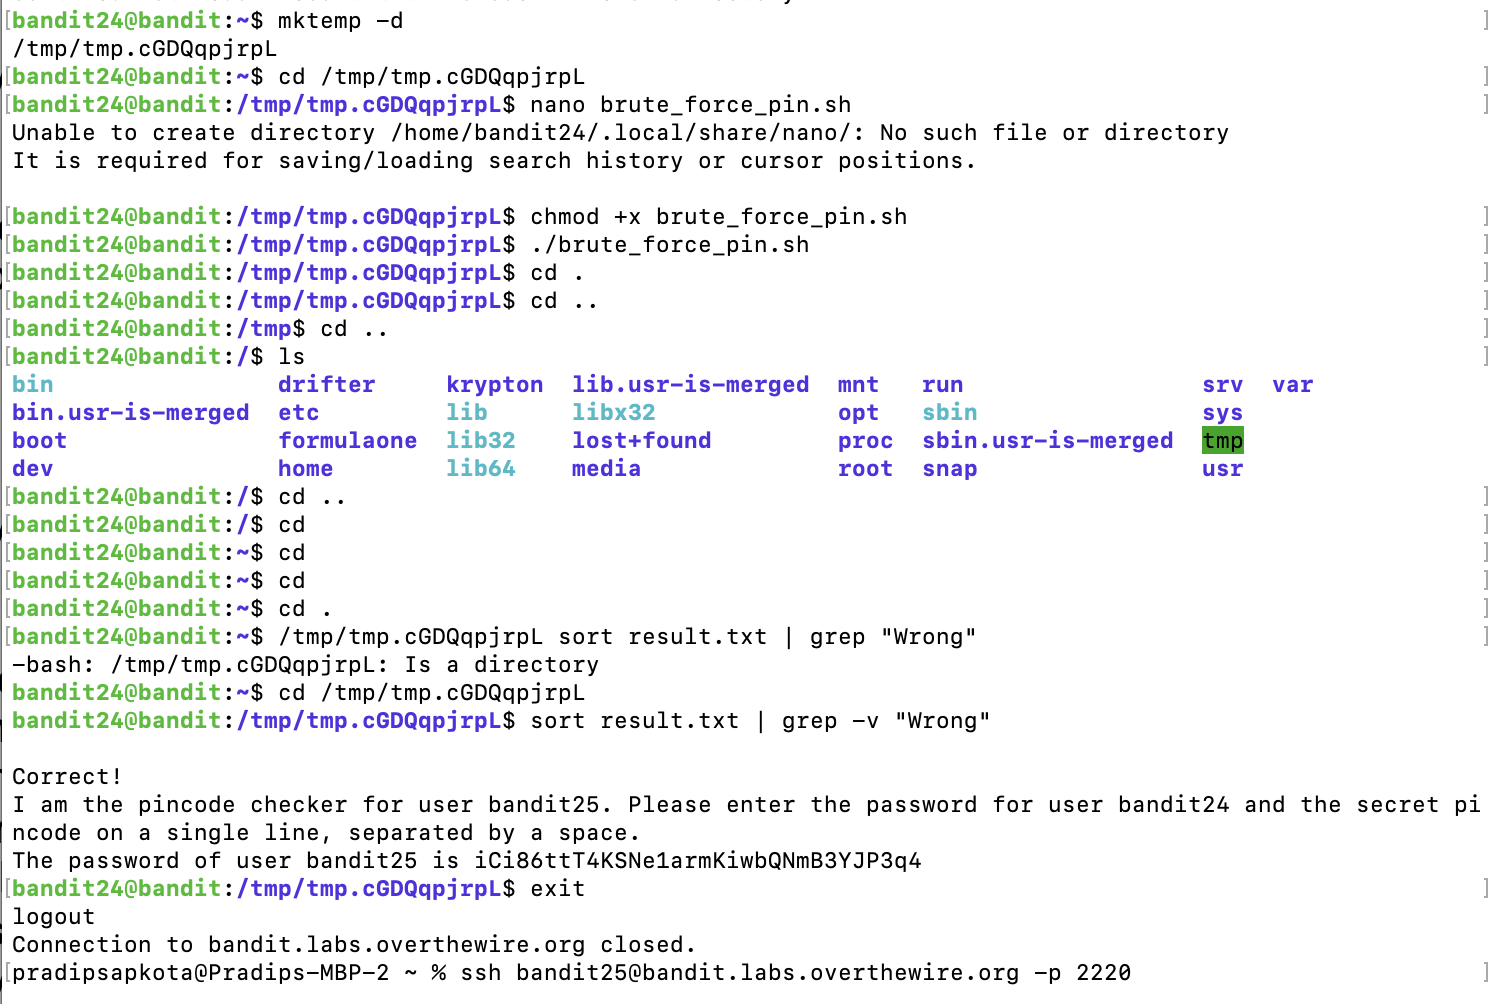 [bandit24@bandit:~$ mktemp -d ]
/tmp/tmp.cGDQqpjrpL
[bandit24@bandit:~$ cd /tmp/tmp.cGDQqpjrpL ]
[bandit24@bandit:/tmp/tmp.cGDQqpjrpL$ nano brute_force_pin.sh ]
Unable to create directory /home/bandit24/.local/share/nano/: No such file or directory
It is required for saving/loading search history or cursor positions.
[bandit24@bandit:/tmp/tmp.cGDQqpjrpL$ chmod +x brute_force_pin.sh ]
[bandit24@bandit:/tmp/tmp.cGDQqpjrpL$ ./brute_force_pin.sh ]
[bandit24@bandit:/tmp/tmp.cGDQqpjrpL$ cd . ]
[bandit24@bandit:/tmp/tmp.cGDQqpjrpL$ cd .. ]
[bandit24@bandit:/tmp$ cd .. ]
[bandit24@bandit:/$ ls ]
bin drifter krypton lib.usr-is-merged mnt run srv var
bin.usr-is-merged etc lib libx32 opt sbin sys
boot formulaone lib32 lost+found proc sbin.usr-is-merged tmp
dev home lib64 media root snap usr
[bandit24@bandit:/$ cd .. ]
[bandit24@bandit:/$ cd ]
[bandit24@bandit:~$ cd ]
[bandit24@bandit:~$ cd ]
[bandit24@bandit:~$ cd . ]
[bandit24@bandit:~$ /tmp/tmp.cGDQqpjrpL sort result.txt | grep "Wrong" ]
-bash: /tmp/tmp.cGDQqpjrpL: Is a directory
bandit24@bandit:~$ cd /tmp/tmp.cGDQqpjrpL
bandit24@bandit:/tmp/tmp.cGDQqpjrpL$ sort result.txt | grep -v "Wrong"
Correct!
I am the pincode checker for user bandit25. Please enter the password for user bandit24 and the secret pi
ncode on a single line, separated by a space.
The password of user bandit25 is iCi86ttT4KSNe1armKiwbQNmB3YJP3q4
[bandit24@bandit:/tmp/tmp.cGDQqpjrpL$ exit ]
logout
Connection to bandit.labs.overthewire.org closed.
[pradipsapkota@Pradips-MBP-2 ~ % ssh bandit25@bandit.labs.overthewire.org -p 2220 ]